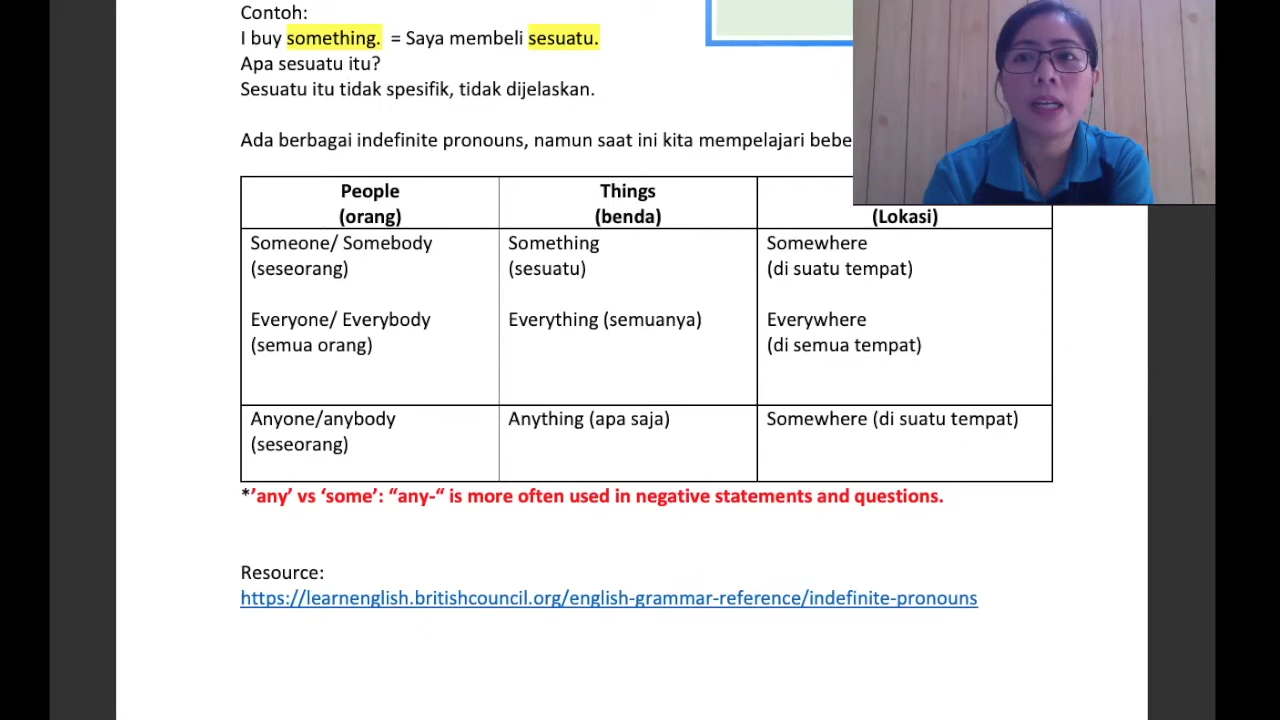 Contoh:
I buy something. = Saya membeli sesuatu.
Apa sesuatu itu?
Sesuatu itu tidak spesifik, tidak dijelaskan.
Ada berbagai indefinite pronouns, namun saat ini kita mempelajari bebe
People
(orang)
Things
(benda)
(Lokasi)
Someone/ Somebody
(seseorang)
Something
(sesuatu)
Somewhere
(di suatu tempat)
Everyone/ Everybody
(semua orang)
Everything (semuanya)
Everywhere
(di semua tempat)
Anyone/anybody
(seseorang)
Anything (apa saja)
Somewhere (di suatu tempat)
*’any’ vs ‘some’: “any-“ is more often used in negative statements and questions.
Resource:
https://learnenglish.britishcouncil.org/english-grammar-reference/indefinite-pronouns